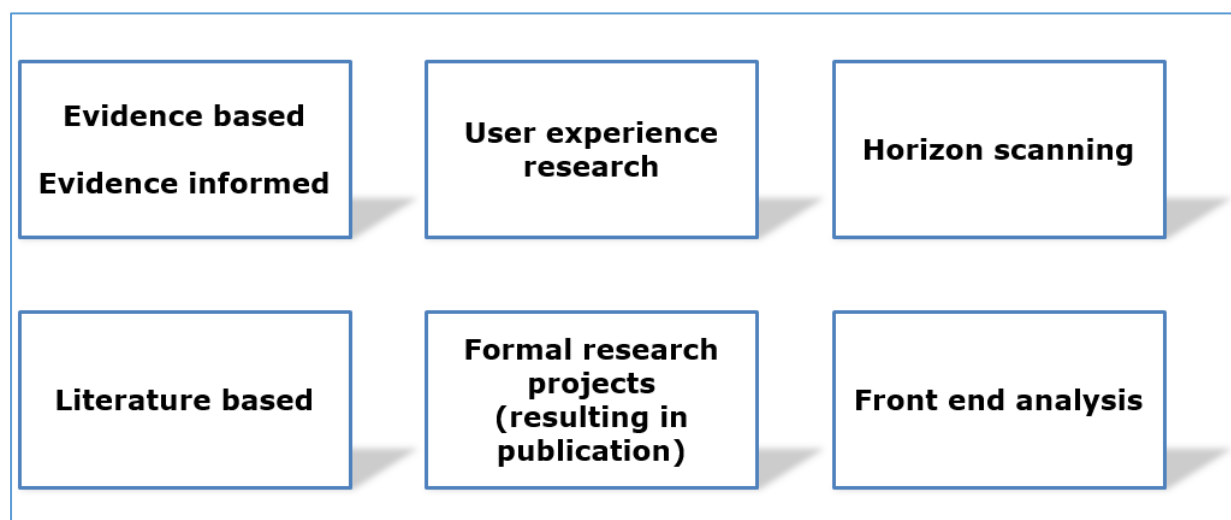 Evidence based
Evidence informed
User experience
research
Horizon scanning
Literature based
Formal research
projects
(resulting in
publication)
Front end analysis